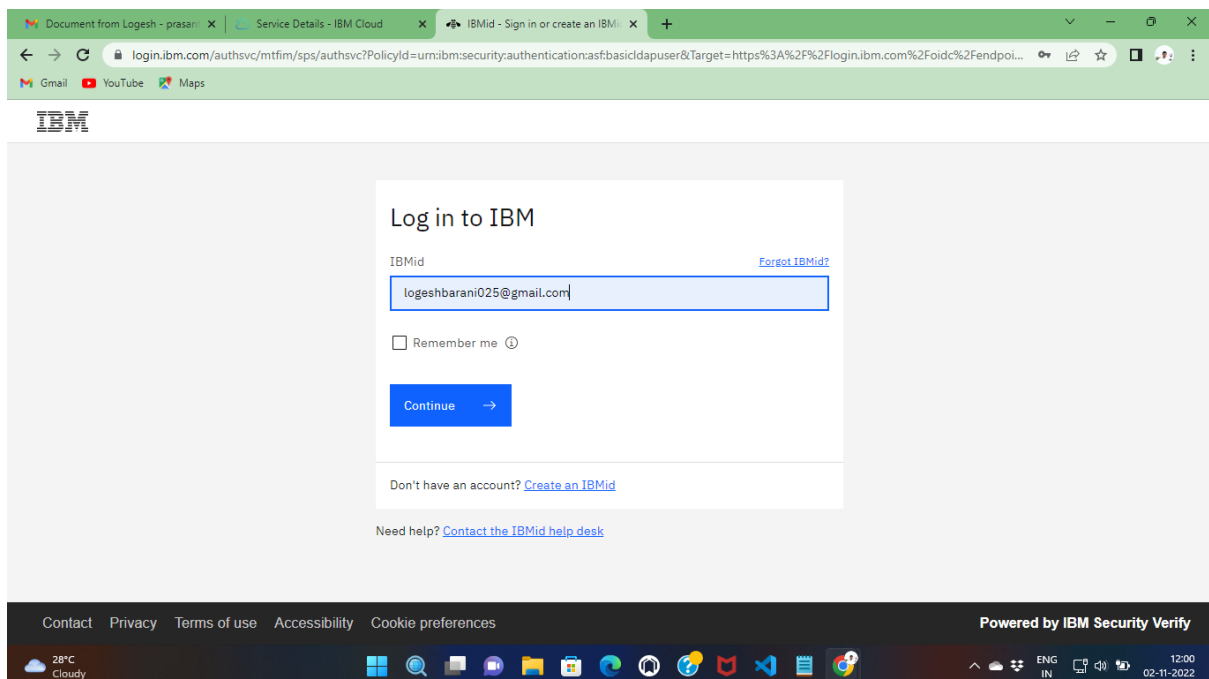 Document from Logesh - prasan
Service Details - IBM Cloud
IBMid - Sign in or create an IBMi
login.ibm.com/authsvc/mtfim/sps/authsvc?PolicyId=urn:ibm:security:authentication:asf:basicldapuser&Target=https%3A%2F%2Flogin.ibm.com%2Foidc%2Fendpoi...
Gmail YouTube Maps
IBM
Log in to IBM
IBMid Forgot IBMid?
logeshbarani025@gmail.com
Remember me
Continue
Don't have an account? Create an IBMid
Need help? Contact the IBMid help desk
Contact Privacy Terms of use Accessibility Cookie preferences Powered by IBM Security Verify
28°C
Cloudy
ENG
IN
12:00
02-11-2022